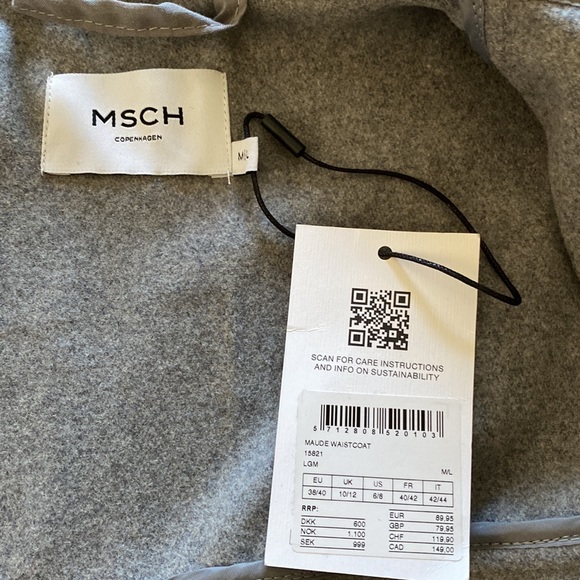 MSCH
COPENHAGEN
M/L
SCAN FOR CARE INSTRUCTIONS
AND INFO ON SUSTAINABILITY
5 712808 520103
MAUDE WAISTCOAT
15821
LGM M/L
EU UK US FR IT
38/40 10/12 6/8 40/42 42/44
RRP:
DKK 600
NOK 1.100
SEK 999
EUR 89,95
GBP 79,95
CHF 119,90
CAD 149,00